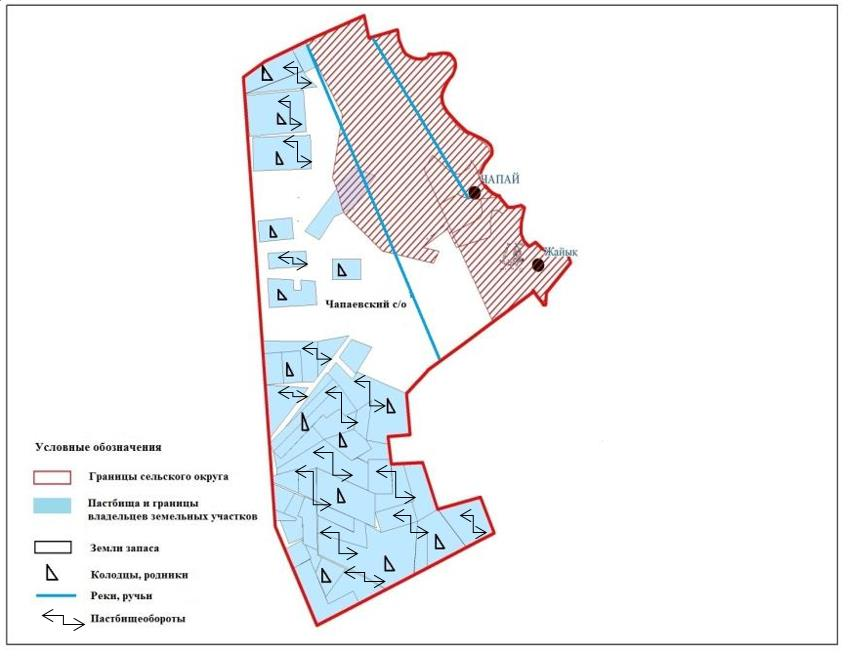 ЧАПАЙ
Жайық
Чапаевский с/о
Условные обозначения
Границы сельского округа
Пастбища и границы
владельцев земельных участков
Земли запаса
Колодцы, родники
Реки, ручьи
Пастбищеобороты